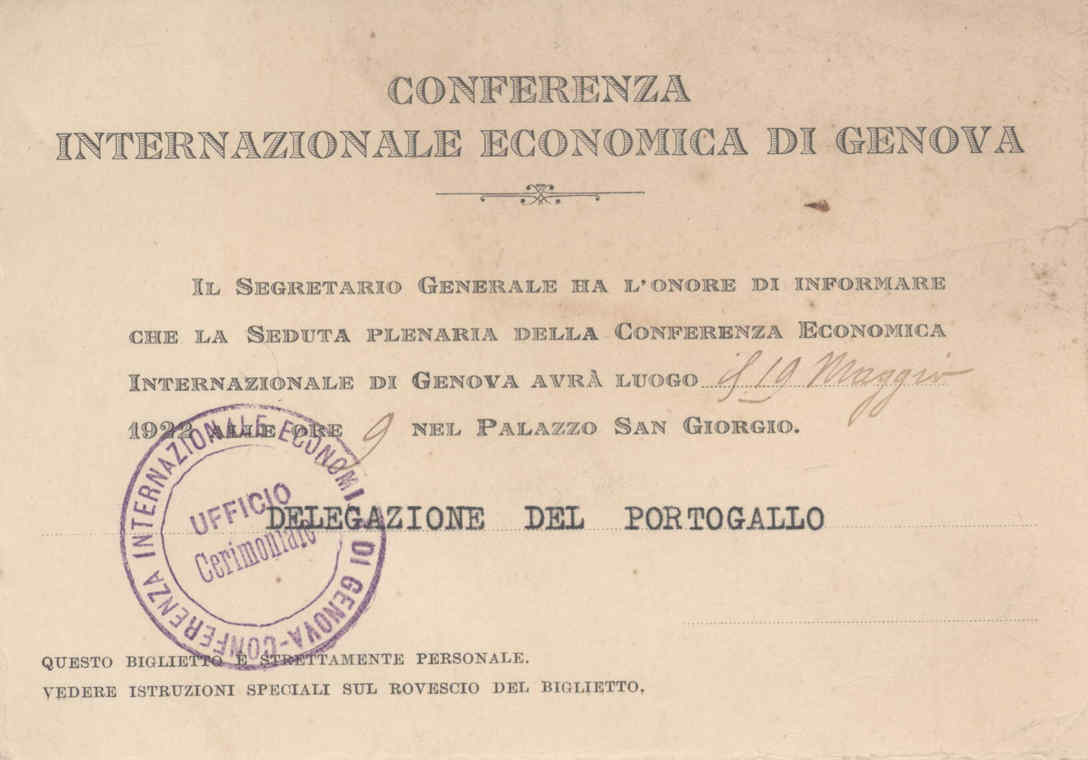 CONFERENZA
INTERNAZIONALE ECONOMICA DI GENOVA
IL SEGRETARIO GENERALE HA L'ONORE DI INFORMARE
CHE LA SEDUTA PLENARIA DELLA CONFERENZA ECONOMICA
INTERNAZIONALE DI GENOVA AVRÀ LUOGO il 19 Maggio
1922 ALLE ORE 9 NEL PALAZZO SAN GIORGIO.
DELEGAZIONE DEL PORTOGALLO
CONFERENZA INTERNAZIONALE ECONOMI. DI GENOVA-
UFFICIO
Cerimoniale
QUESTO BIGLIETTO È STRETTAMENTE PERSONALE.
VEDERE ISTRUZIONI SPECIALI SUL ROVESCIO DEL BIGLIETTO.